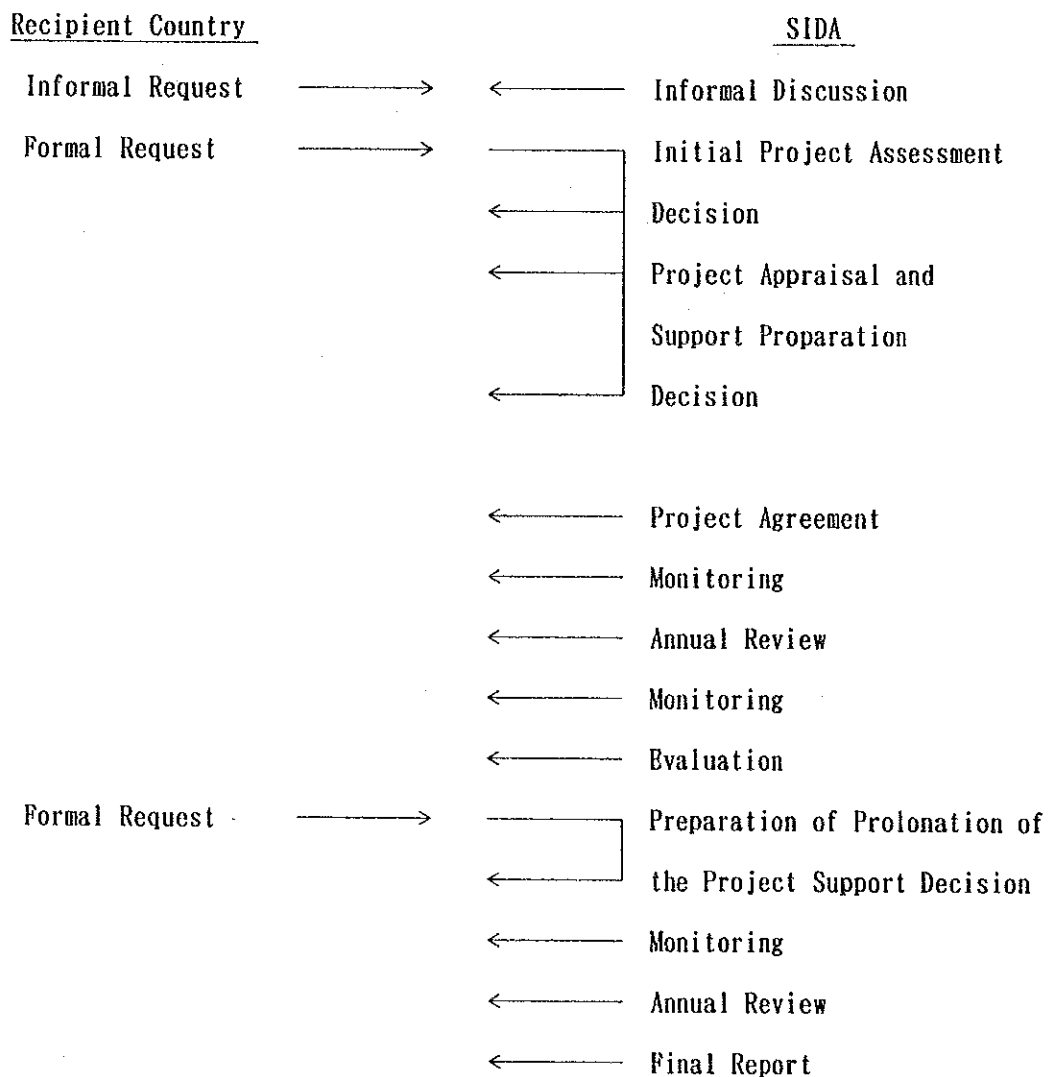 Recipient Country SIDA
Informal Request Informal Discussion
Formal Request Initial Project Assessment
Decision
Project Appraisal and
Support Proparation
Decision
Project Agreement
Monitoring
Annual Review
Monitoring
Evaluation
Formal Request Preparation of Prolonation of
the Project Support Decision
Monitoring
Annual Review
Final Report